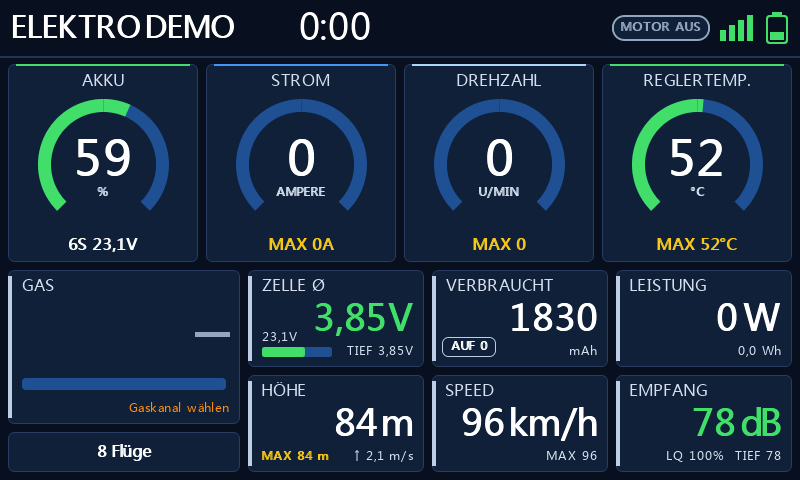 ELEKTRO DEMO 0:00 MOTOR AUS
AKKU
59
%
6S 23,1V
STROM
0
AMPERE
MAX 0A
DREHZAHL
0
U/MIN
MAX 0
REGLERTEMP.
52
°C
MAX 52°C
GAS
—
Gaskanal wählen
8 Flüge
ZELLE Ø
3,85V
23,1V
TIEF 3,85V
VERBRAUCHT
1830
AUF 0
mAh
LEISTUNG
0 W
0,0 Wh
HÖHE
84 m
MAX 84 m ↑ 2,1 m/s
SPEED
96 km/h
MAX 96
EMPFANG
78 dB
LQ 100% TIEF 78